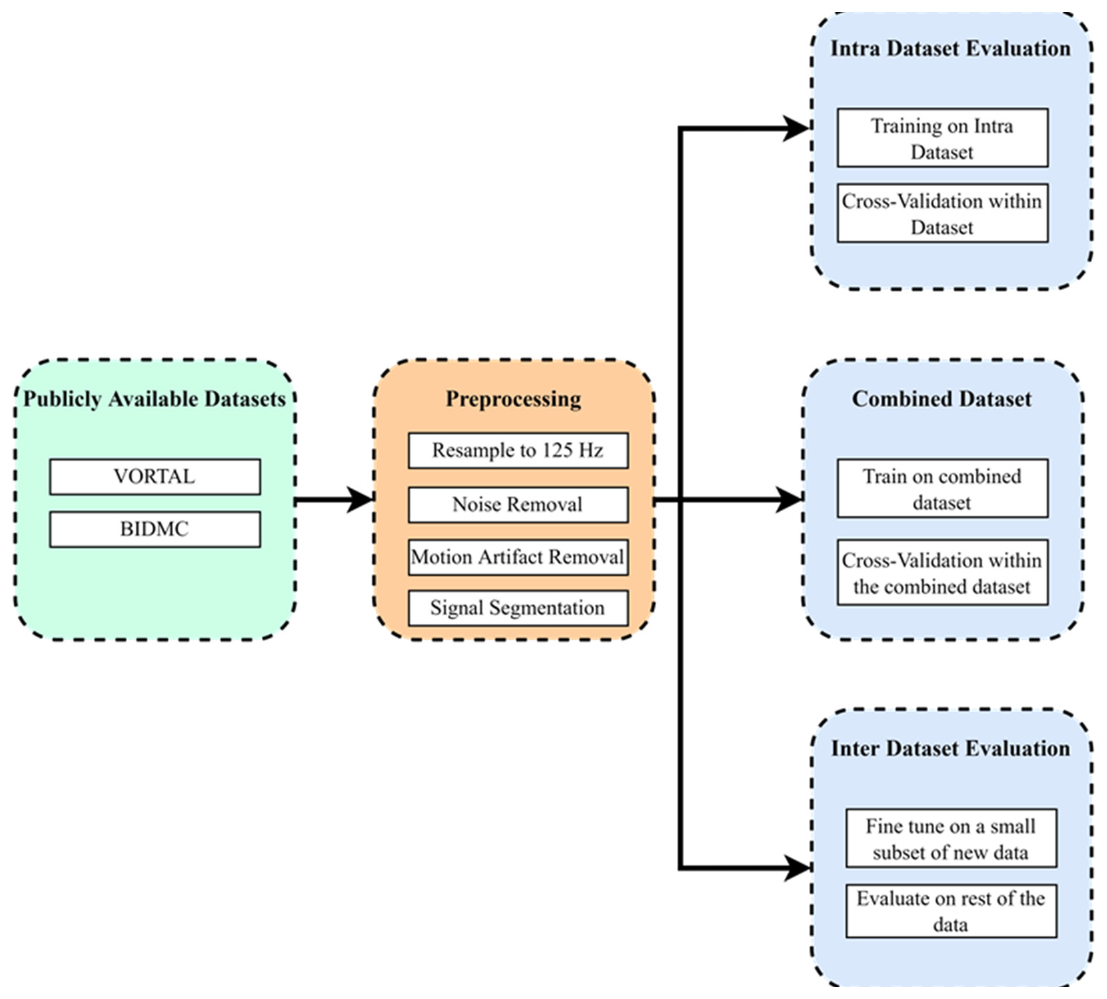 Publicly Available Datasets
VORTAL
BIDMC
Preprocessing
Resample to 125 Hz
Noise Removal
Motion Artifact Removal
Signal Segmentation
Intra Dataset Evaluation
Training on Intra
Dataset
Cross-Validation within
Dataset
Combined Dataset
Train on combined
dataset
Cross-Validation within
the combined dataset
Inter Dataset Evaluation
Fine tune on a small
subset of new data
Evaluate on rest of the
data